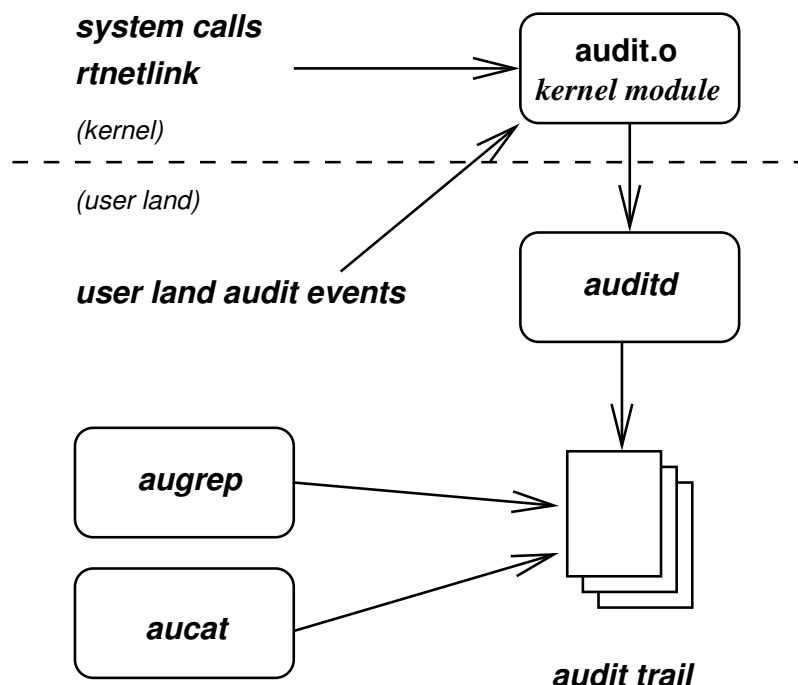 system calls
rtnetlink
(kernel)
audit.o
kernel module
(user land)
user land audit events
auditd
augrep
aucat
audit trail